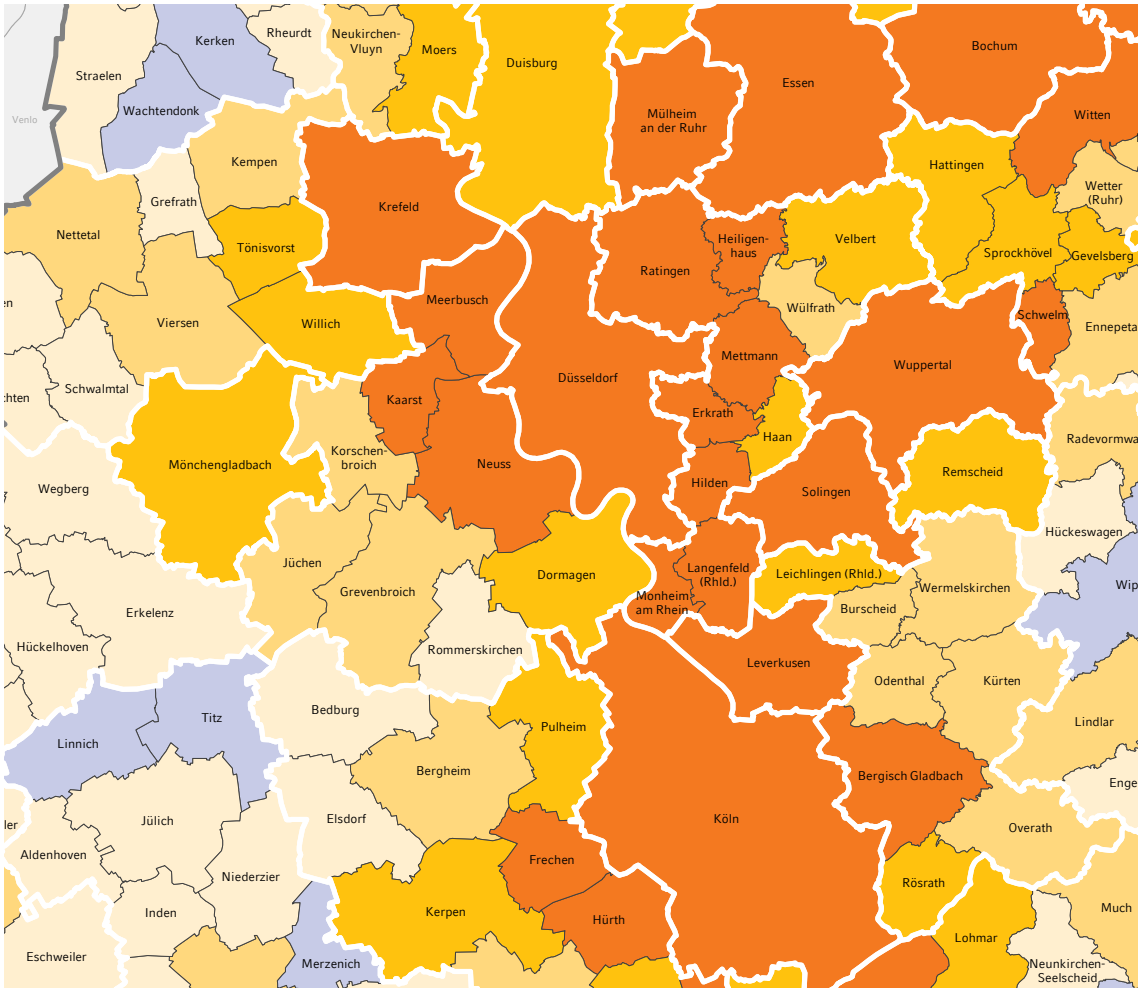 Kerken
Rheurdt
Neukirchen-
Vluyn
Moers
Duisburg
Bochum
Straelen
Essen
Wachtendonk
Venlo
Mülheim
an der Ruhr
Witten
Kempen
Hattingen
Wetter
(Ruhr)
Grefrath
Krefeld
Nettetal
Tönisvorst
Heiligen-
haus
Velbert
Sprockhövel
Gevelsberg
Ratingen
en
Meerbusch
Wülfrath
Viersen
Willich
Schwelm
Ennepeta
Mettmann
Wuppertal
Düsseldorf
Schwalmtal
chten
Kaarst
Erkrath
Haan
Radevormwa
Korschen-
broich
Mönchengladbach
Neuss
Remscheid
Wegberg
Hilden
Solingen
Hückeswagen
Jüchen
Dormagen
Langenfeld
(Rhld.)
Leichlingen (Rhld.)
Wermelskirchen
Wip
Grevenbroich
Monheim
am Rhein
Burscheid
Erkelenz
Hückelhoven
Rommerskirchen
Leverkusen
Odenthal
Kürten
Bedburg
Titz
Lindlar
Pulheim
Linnich
Bergheim
Bergisch Gladbach
Enge
Jülich
Elsdorf
Köln
ler
Overath
Aldenhoven
Frechen
Niederzier
Rösrath
Inden
Kerpen
Hürth
Much
Lohmar
Eschweiler
Merzenich
Neunkirchen-
Seelscheid